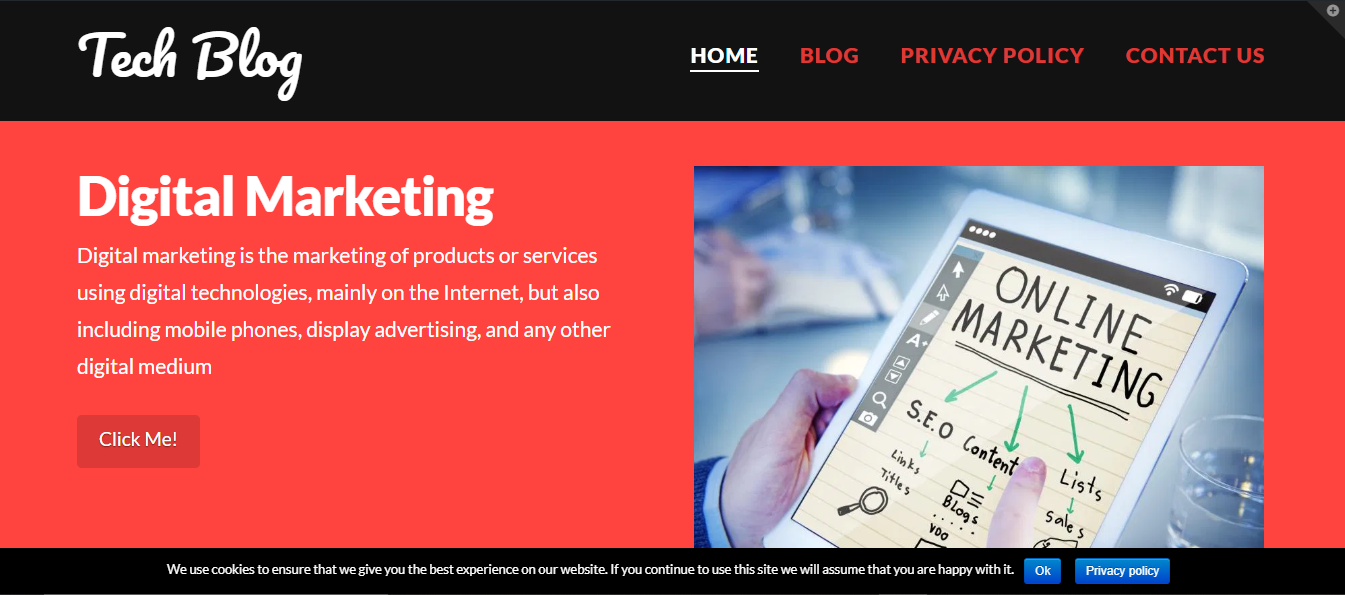 Tech Blog
HOME BLOG PRIVACY POLICY CONTACT US
Digital Marketing
Digital marketing is the marketing of products or services
using digital technologies, mainly on the Internet, but also
including mobile phones, display advertising, and any other
digital medium
Click Me!
ONLINE
MARKETING
S.E.O
Content
Lists
Links
Titles
Blogs
Sales
VDO
A+
We use cookies to ensure that we give you the best experience on our website. If you continue to use this site we will assume that you are happy with it. Ok Privacy policy